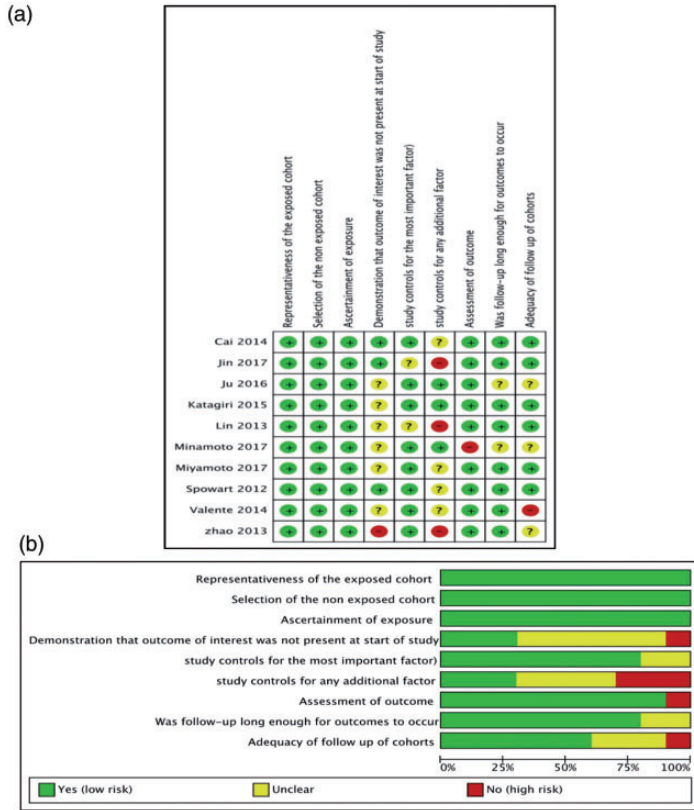 (a)
Representativeness of the exposed cohort
Selection of the non exposed cohort
Ascertainment of exposure
Demonstration that outcome of interest was not present at start of study
study controls for the most important factor)
study controls for any additional factor
Assessment of outcome
Was follow-up long enough for outcomes to occur
Adequacy of follow up of cohorts
Cai 2014 + + + + + ? + + +
Jin 2017 + + + + ? - + + +
Ju 2016 + + + ? + + + ? ?
Katagiri 2015 + + + ? + + + + +
Lin 2013 + + + ? ? - + + +
Minamoto 2017 + + + ? + + - ? ?
Miyamoto 2017 + + + ? + ? + + +
Spowart 2012 + + + + + ? + + +
Valente 2014 + + + ? + ? + + -
zhao 2013 + + + - + - + + ?
(b)
Representativeness of the exposed cohort
Selection of the non exposed cohort
Ascertainment of exposure
Demonstration that outcome of interest was not present at start of study
study controls for the most important factor)
study controls for any additional factor
Assessment of outcome
Was follow-up long enough for outcomes to occur
Adequacy of follow up of cohorts
0% 25% 50% 75% 100%
Yes (low risk) Unclear No (high risk)